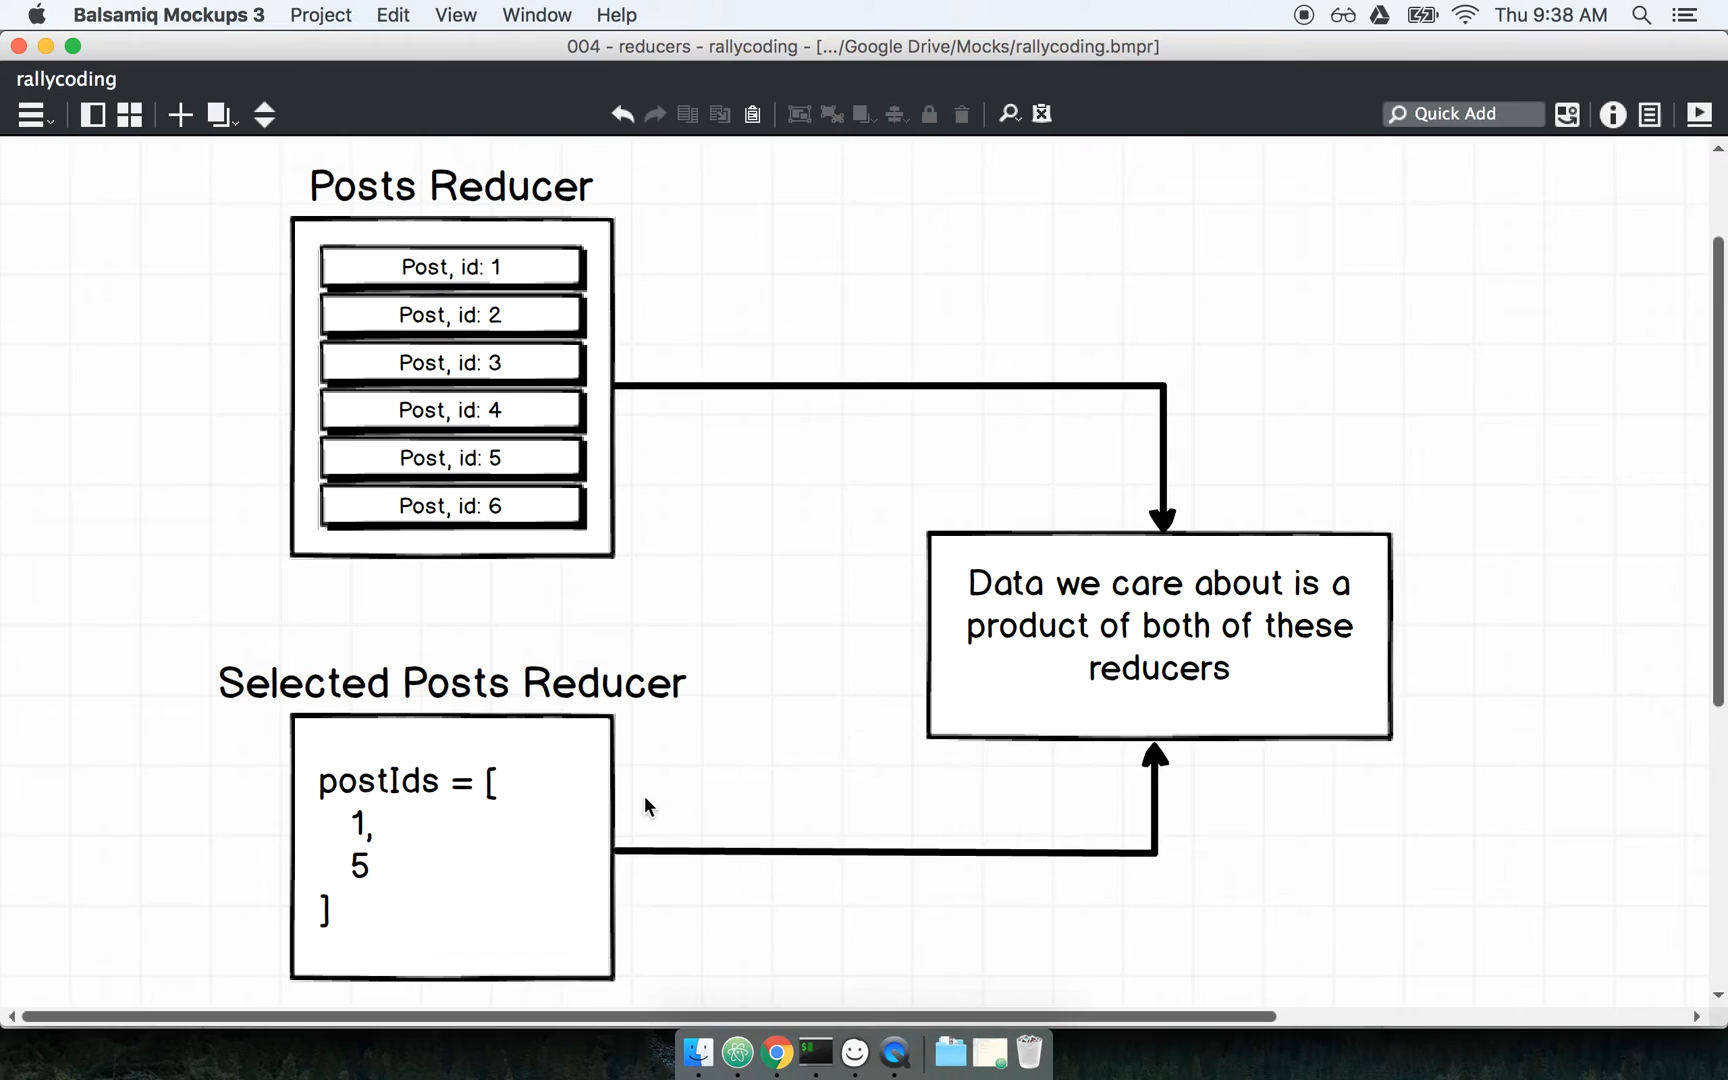 Balsamiq Mockups 3 Project Edit View Window Help Thu 9:38 AM
004 - reducers - rallycoding - [.../Google Drive/Mocks/rallycoding.bmpr]
rallycoding
Quick Add
Posts Reducer
Post, id: 1
Post, id: 2
Post, id: 3
Post, id: 4
Post, id: 5
Post, id: 6
Data we care about is a
product of both of these
reducers
Selected Posts Reducer
postIds = [
1,
5
]